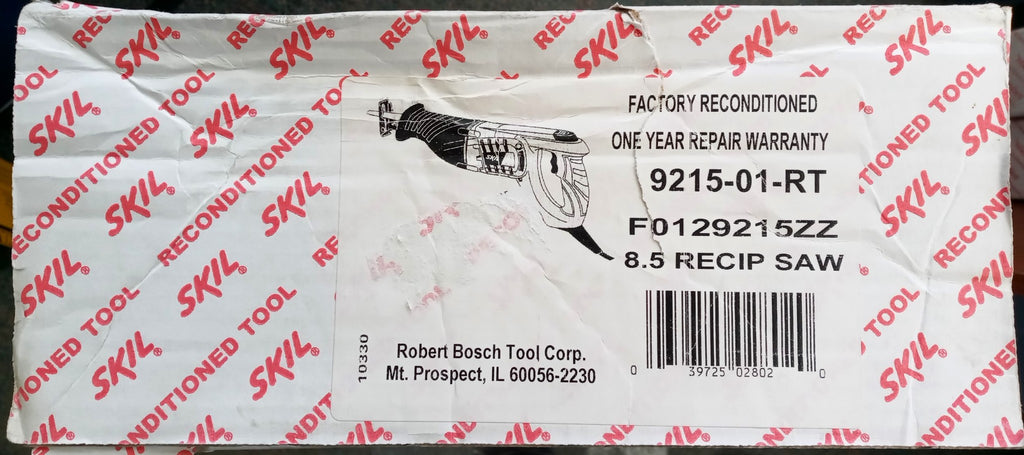 SKIL®
RECONDITIONED TOOL
FACTORY RECONDITIONED
ONE YEAR REPAIR WARRANTY
9215-01-RT
F0129215ZZ
8.5 RECIP SAW
10330
Robert Bosch Tool Corp.
Mt. Prospect, IL 60056-2230
0 39725 02802 0